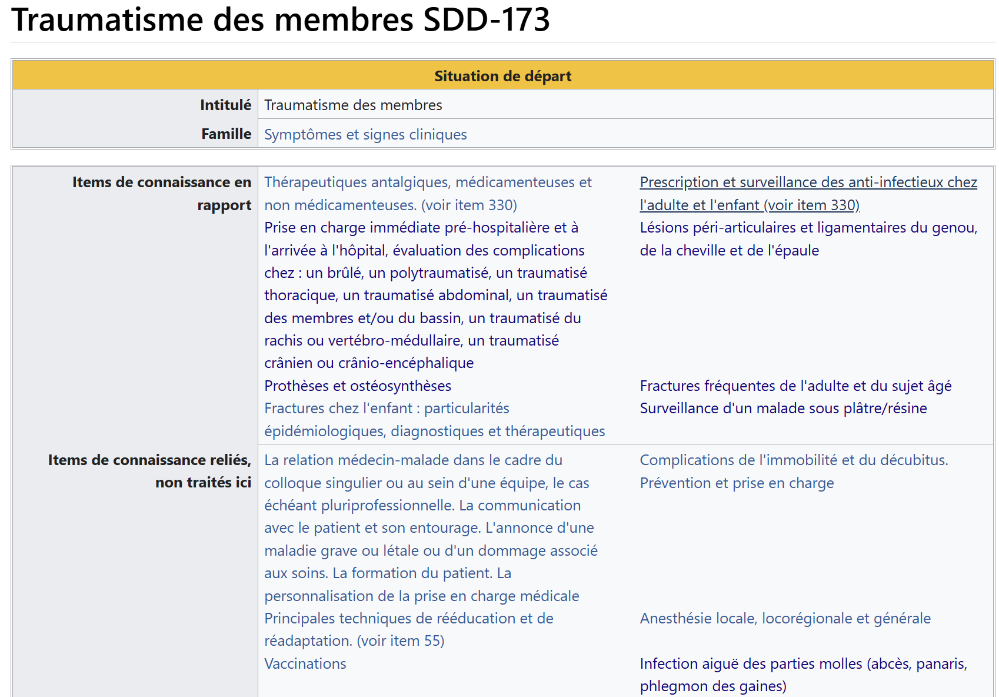 Traumatisme des membres SDD-173
Situation de départ
Intitulé
Traumatisme des membres
Famille
Symptômes et signes cliniques
Items de connaissance en
rapport
Thérapeutiques antalgiques, médicamenteuses et
non médicamenteuses. (voir item 330)
Prescription et surveillance des anti-infectieux chez
l'adulte et l'enfant (voir item 330)
Prise en charge immédiate pré-hospitalière et à
l'arrivée à l'hôpital, évaluation des complications
chez : un brûlé, un polytraumatisé, un traumatisé
thoracique, un traumatisé abdominal, un traumatisé
des membres et/ou du bassin, un traumatisé du
rachis ou vertébro-médullaire, un traumatisé
crânien ou crânio-encéphalique
Lésions péri-articulaires et ligamentaires du genou,
de la cheville et de l'épaule
Prothèses et ostéosynthèses
Fractures fréquentes de l'adulte et du sujet âgé
Fractures chez l'enfant : particularités
épidémiologiques, diagnostiques et thérapeutiques
Surveillance d'un malade sous plâtre/résine
Items de connaissance reliés,
non traités ici
La relation médecin-malade dans le cadre du
colloque singulier ou au sein d'une équipe, le cas
échéant pluriprofessionnelle. La communication
avec le patient et son entourage. L'annonce d'une
maladie grave ou létale ou d'un dommage associé
aux soins. La formation du patient. La
personnalisation de la prise en charge médicale
Complications de l'immobilité et du décubitus.
Prévention et prise en charge
Principales techniques de rééducation et de
réadaptation. (voir item 55)
Anesthésie locale, locorégionale et générale
Vaccinations
Infection aiguë des parties molles (abcès, panaris,
phlegmon des gaines)